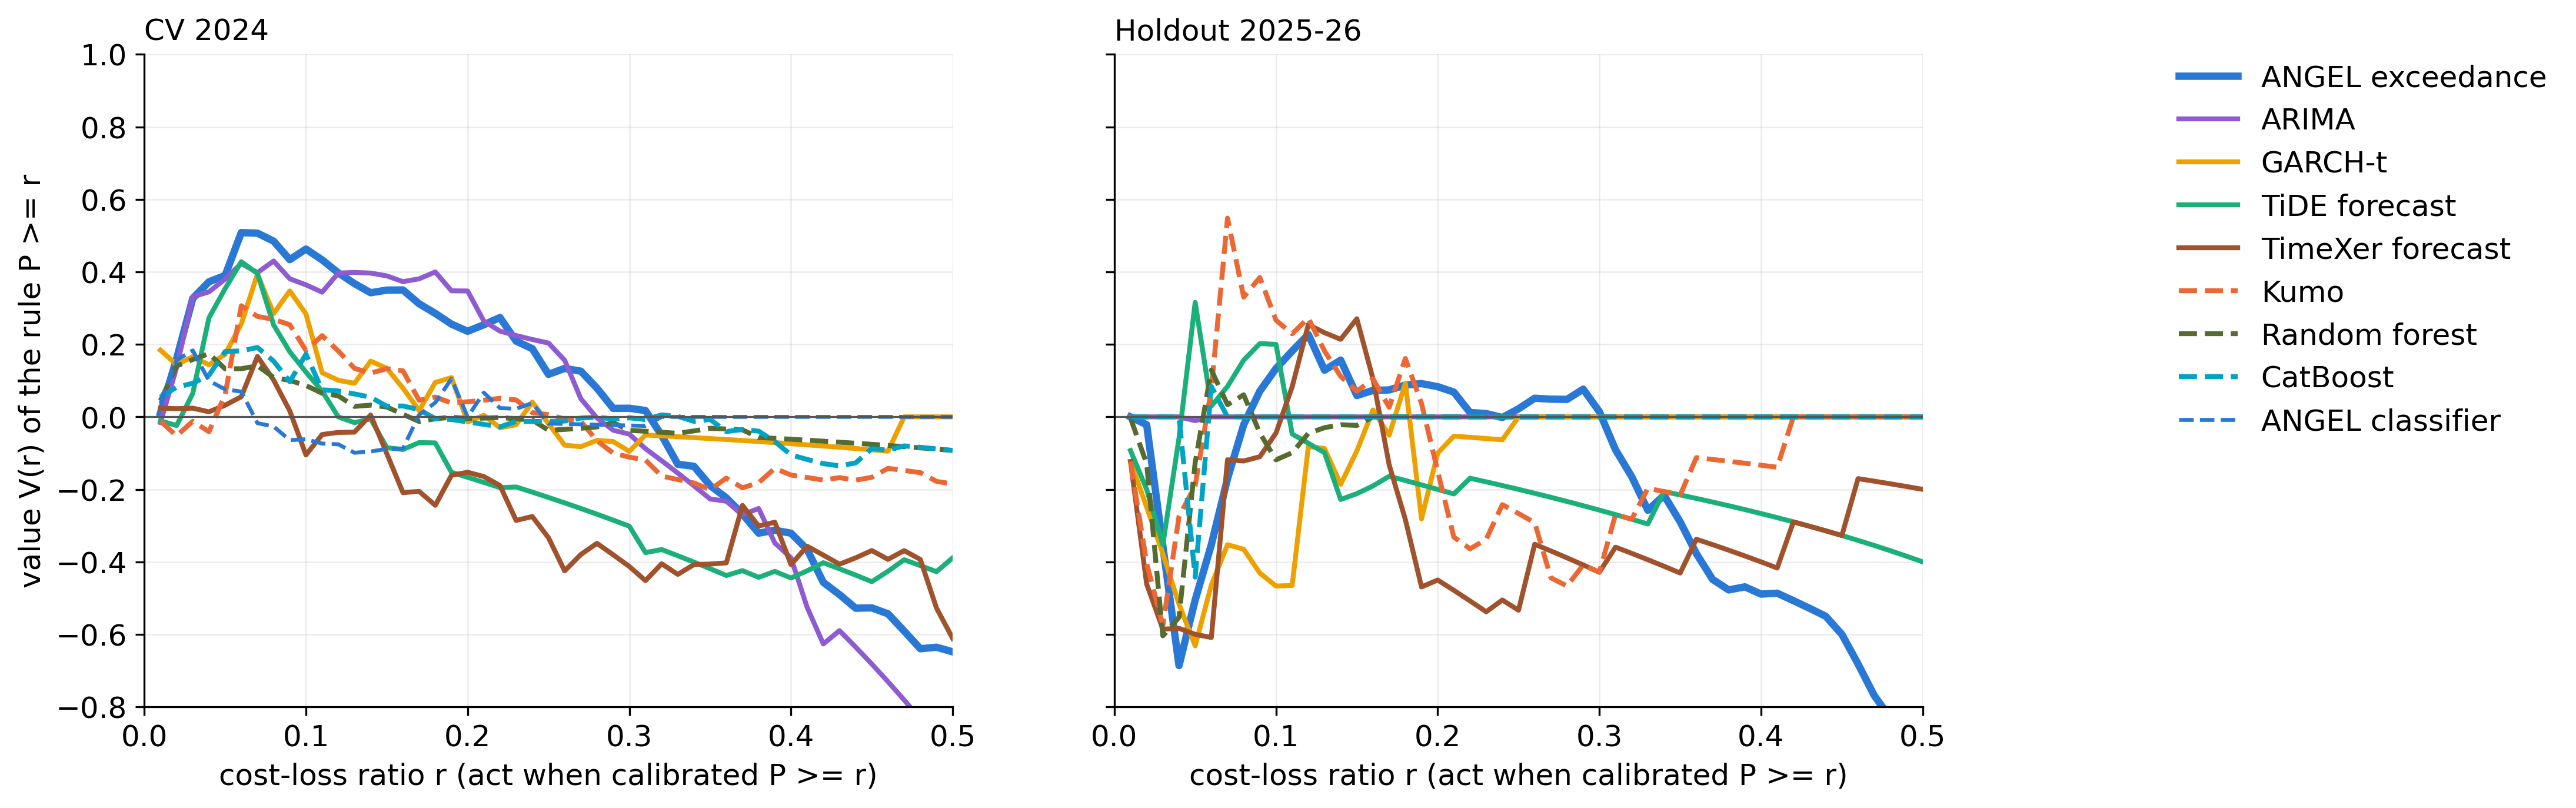 CV 2024
Holdout 2025-26
1.0
0.8
0.6
0.4
0.2
0.0
−0.2
−0.4
−0.6
−0.8
value V(r) of the rule P >= r
0.0 0.1 0.2 0.3 0.4 0.5
0.0 0.1 0.2 0.3 0.4 0.5
cost-loss ratio r (act when calibrated P >= r)
cost-loss ratio r (act when calibrated P >= r)
ANGEL exceedance
ARIMA
GARCH-t
TiDE forecast
TimeXer forecast
Kumo
Random forest
CatBoost
ANGEL classifier